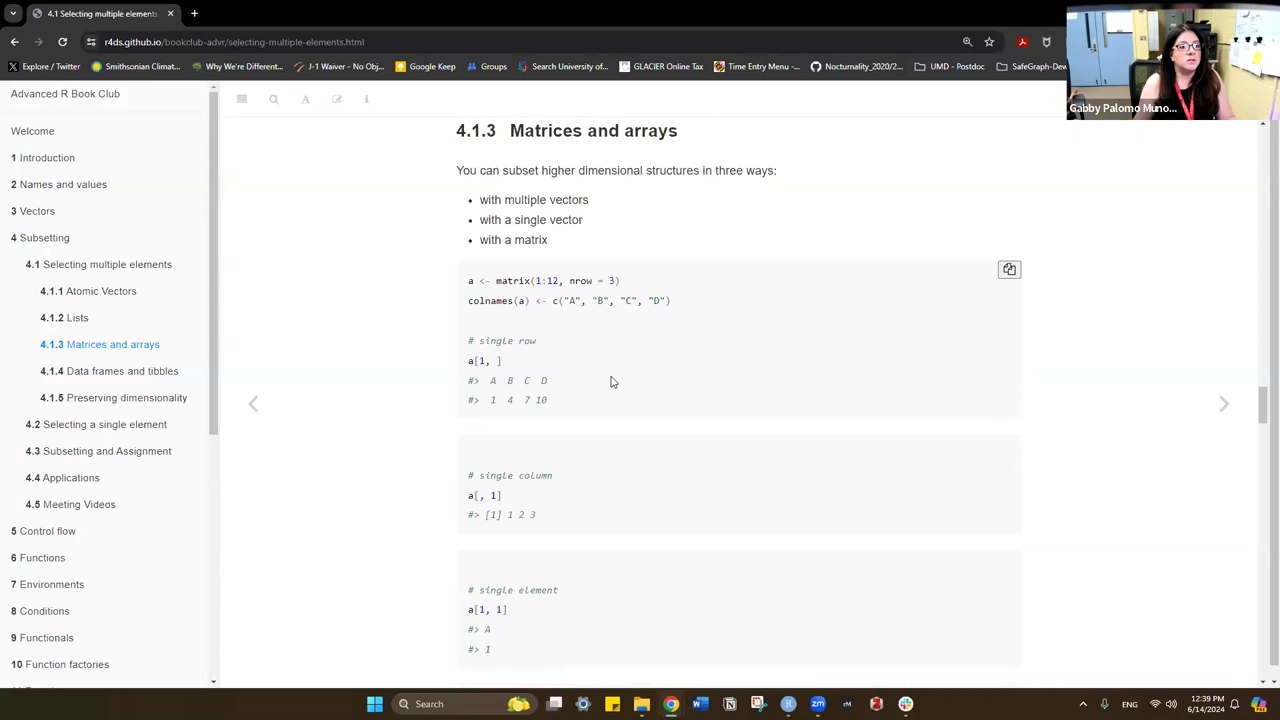 4.1 Selecting multiple elements
r4ds.github.io/bookclub-advr/selecting-multiple-elements.html
Explore / Twitter
Smithsonian Climat...
Why We're Different...
J-1 Waiver - No Obj...
Google Keep
University of...
GLACIER Online Tax
Time Entry Menu -...
Nocturnality_2020/2...
UMD - Postdoc
SafeGraph-Dew
Gabby Palomo Muno...
Advanced R Book Club
Welcome
1 Introduction
2 Names and values
3 Vectors
4 Subsetting
4.1 Selecting multiple elements
4.1.1 Atomic Vectors
4.1.2 Lists
4.1.3 Matrices and arrays
4.1.4 Data frames and tibbles
4.1.5 Preserving dimensionality
4.2 Selecting a single element
4.3 Subsetting and Assignment
4.4 Applications
4.5 Meeting Videos
5 Control flow
6 Functions
7 Environments
8 Conditions
9 Functionals
10 Function factories
4.1.3 Matrices and arrays
You can subset higher dimensional structures in three ways:
• with multiple vectors
• with a single vector
• with a matrix
a <- matrix(1:12, nrow = 3)
colnames(a) <- c("A", "B", "C", "D")
# single row
a[1, ]
#>  A  B  C  D
#>  1  4  7 10
# single column
a[, 1]
#> [1] 1 2 3
# single element
a[1, 1]
#> A
#> 1
Search
ENG
12:39 PM
6/14/2024